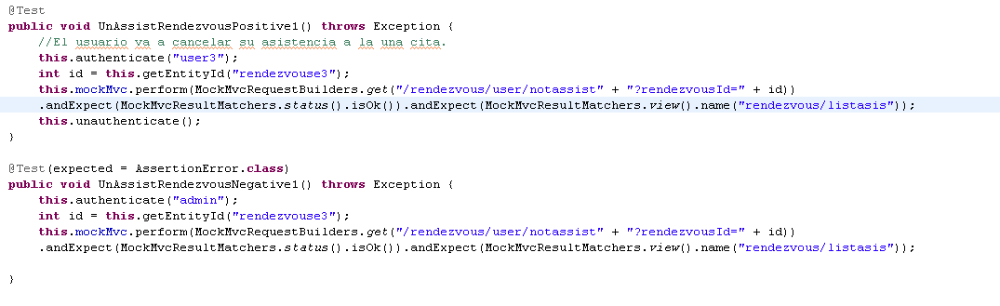 @Test
public void UnAssistRendezvousPositive1() throws Exception {
//El usuario va a cancelar su asistencia a la una cita.
this.authenticate("user3");
int id = this.getEntityId("rendezvouse3");
this.mockMvc.perform(MockMvcRequestBuilders.get("/rendezvous/user/notassist" + "?rendezvousId=" + id))
.andExpect(MockMvcResultMatchers.status().isOk()).andExpect(MockMvcResultMatchers.view().name("rendezvous/listasis"));
this.unauthenticate();
}
@Test(expected = AssertionError.class)
public void UnAssistRendezvousNegative1() throws Exception {
this.authenticate("admin");
int id = this.getEntityId("rendezvouse3");
this.mockMvc.perform(MockMvcRequestBuilders.get("/rendezvous/user/notassist" + "?rendezvousId=" + id))
.andExpect(MockMvcResultMatchers.status().isOk()).andExpect(MockMvcResultMatchers.view().name("rendezvous/listasis"));
}